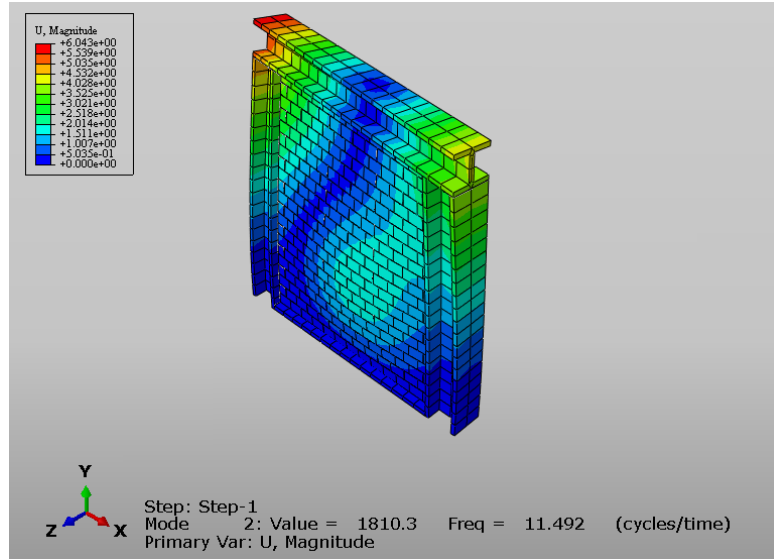 U, Magnitude
+6.043e+00
+5.539e+00
+5.035e+00
+4.532e+00
+4.028e+00
+3.525e+00
+3.021e+00
+2.518e+00
+2.014e+00
+1.511e+00
+1.007e+00
+5.035e-01
+0.000e+00
Y
Z X
Step: Step-1
Mode 2: Value = 1810.3 Freq = 11.492 (cycles/time)
Primary Var: U, Magnitude